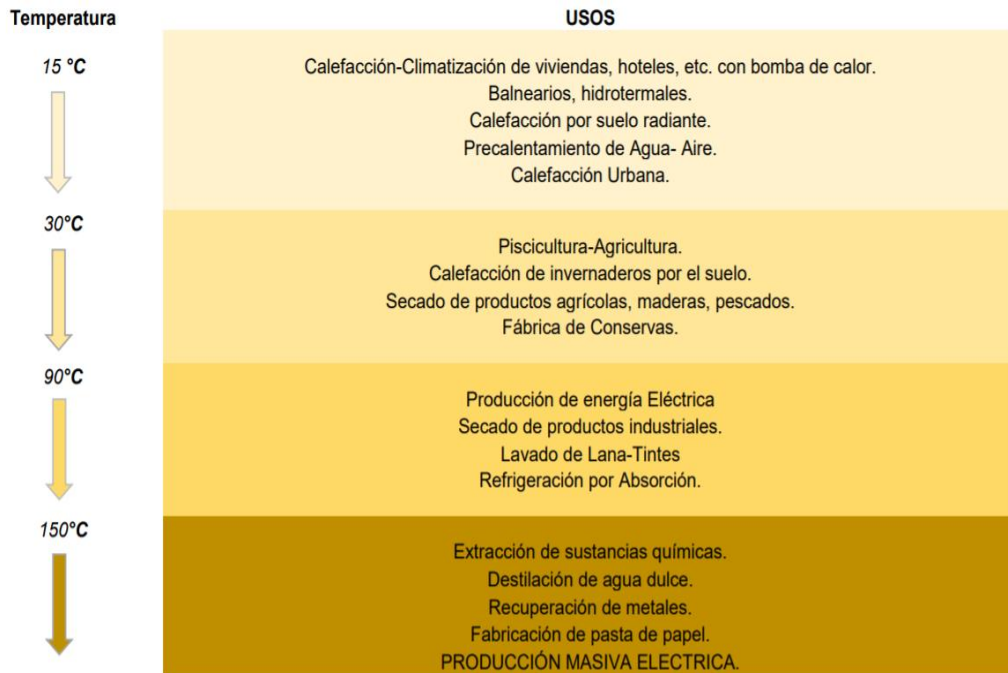 Temperatura
USOS
15 °C
Calefacción-Climatización de viviendas, hoteles, etc. con bomba de calor.
Balnearios, hidrotermales.
Calefacción por suelo radiante.
Precalentamiento de Agua- Aire.
Calefacción Urbana.
30°C
Piscicultura-Agricultura.
Calefacción de invernaderos por el suelo.
Secado de productos agrícolas, maderas, pescados.
Fábrica de Conservas.
90°C
Producción de energía Eléctrica
Secado de productos industriales.
Lavado de Lana-Tintes
Refrigeración por Absorción.
150°C
Extracción de sustancias químicas.
Destilación de agua dulce.
Recuperación de metales.
Fabricación de pasta de papel.
PRODUCCIÓN MASIVA ELECTRICA.